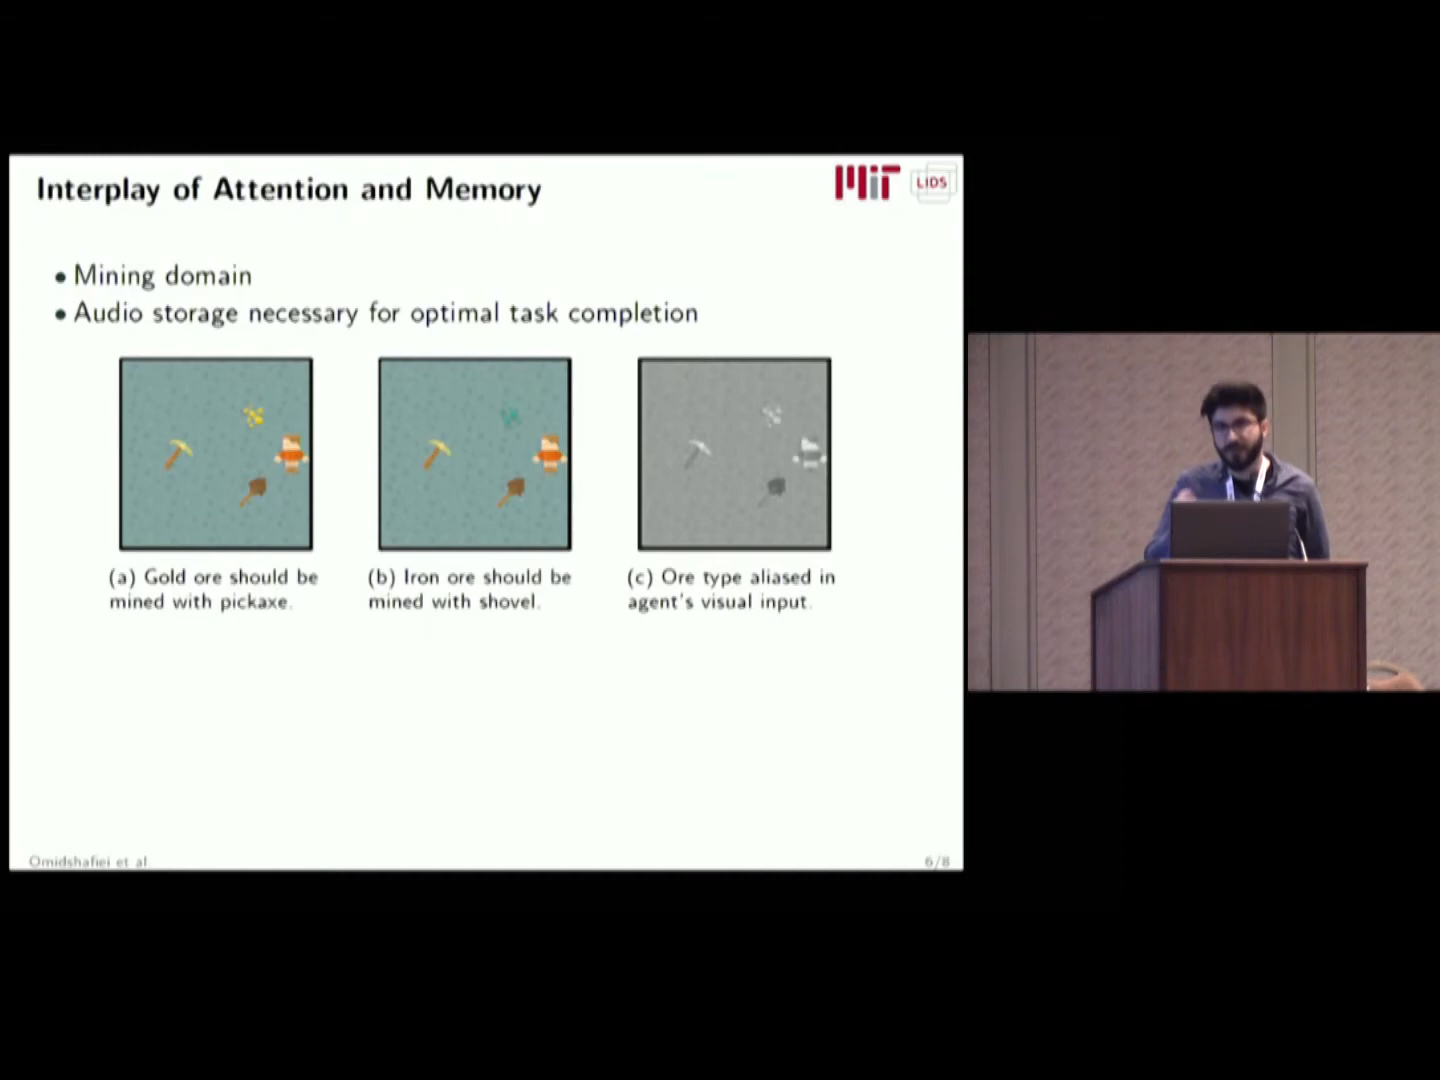 Interplay of Attention and Memory
MIT
LIDS
• Mining domain
• Audio storage necessary for optimal task completion
(a) Gold ore should be
mined with pickaxe.
(b) Iron ore should be
mined with shovel.
(c) Ore type aliased in
agent's visual input.
Omidshafiei et al.
6/8